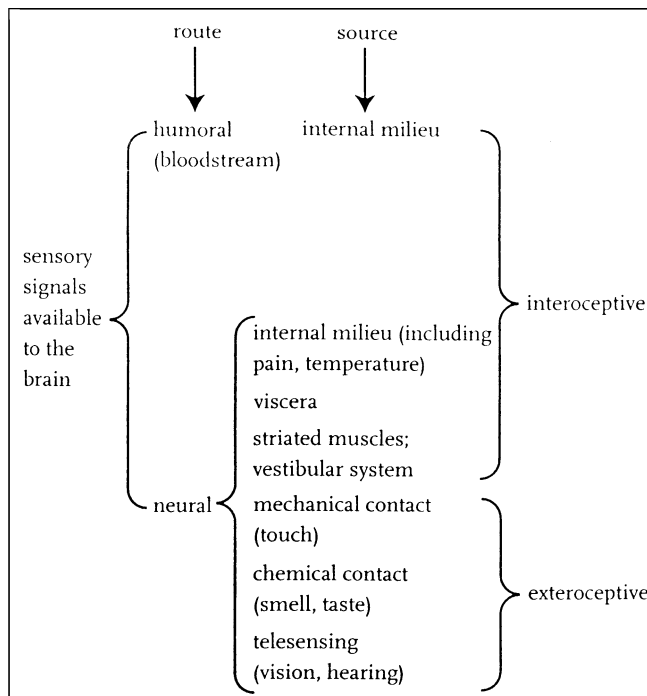 route
source
humoral
(bloodstream)
internal milieu
sensory
signals
available
to the
brain
neural
internal milieu (including
pain, temperature)
viscera
striated muscles;
vestibular system
mechanical contact
(touch)
chemical contact
(smell, taste)
telesensing
(vision, hearing)
interoceptive
exteroceptive